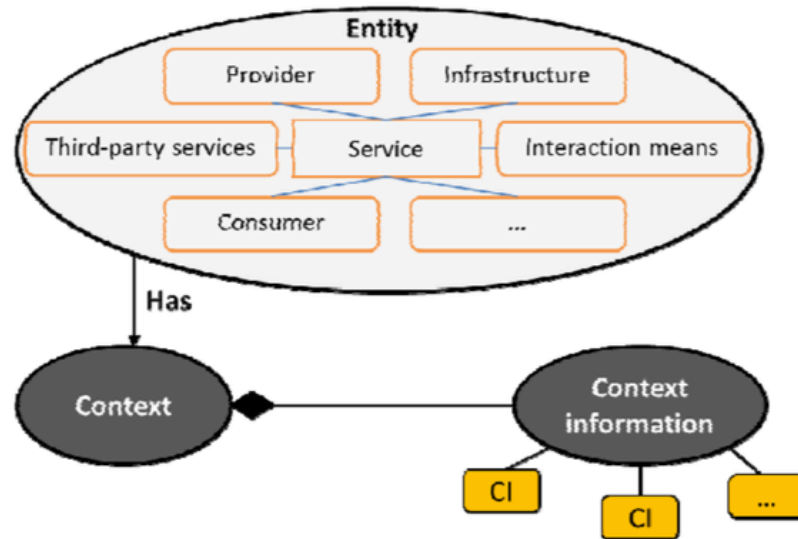 Entity
Provider
Infrastructure
Third-party services
Service
Interaction means
Consumer
...
Has
Context
Context
information
CI
CI
...